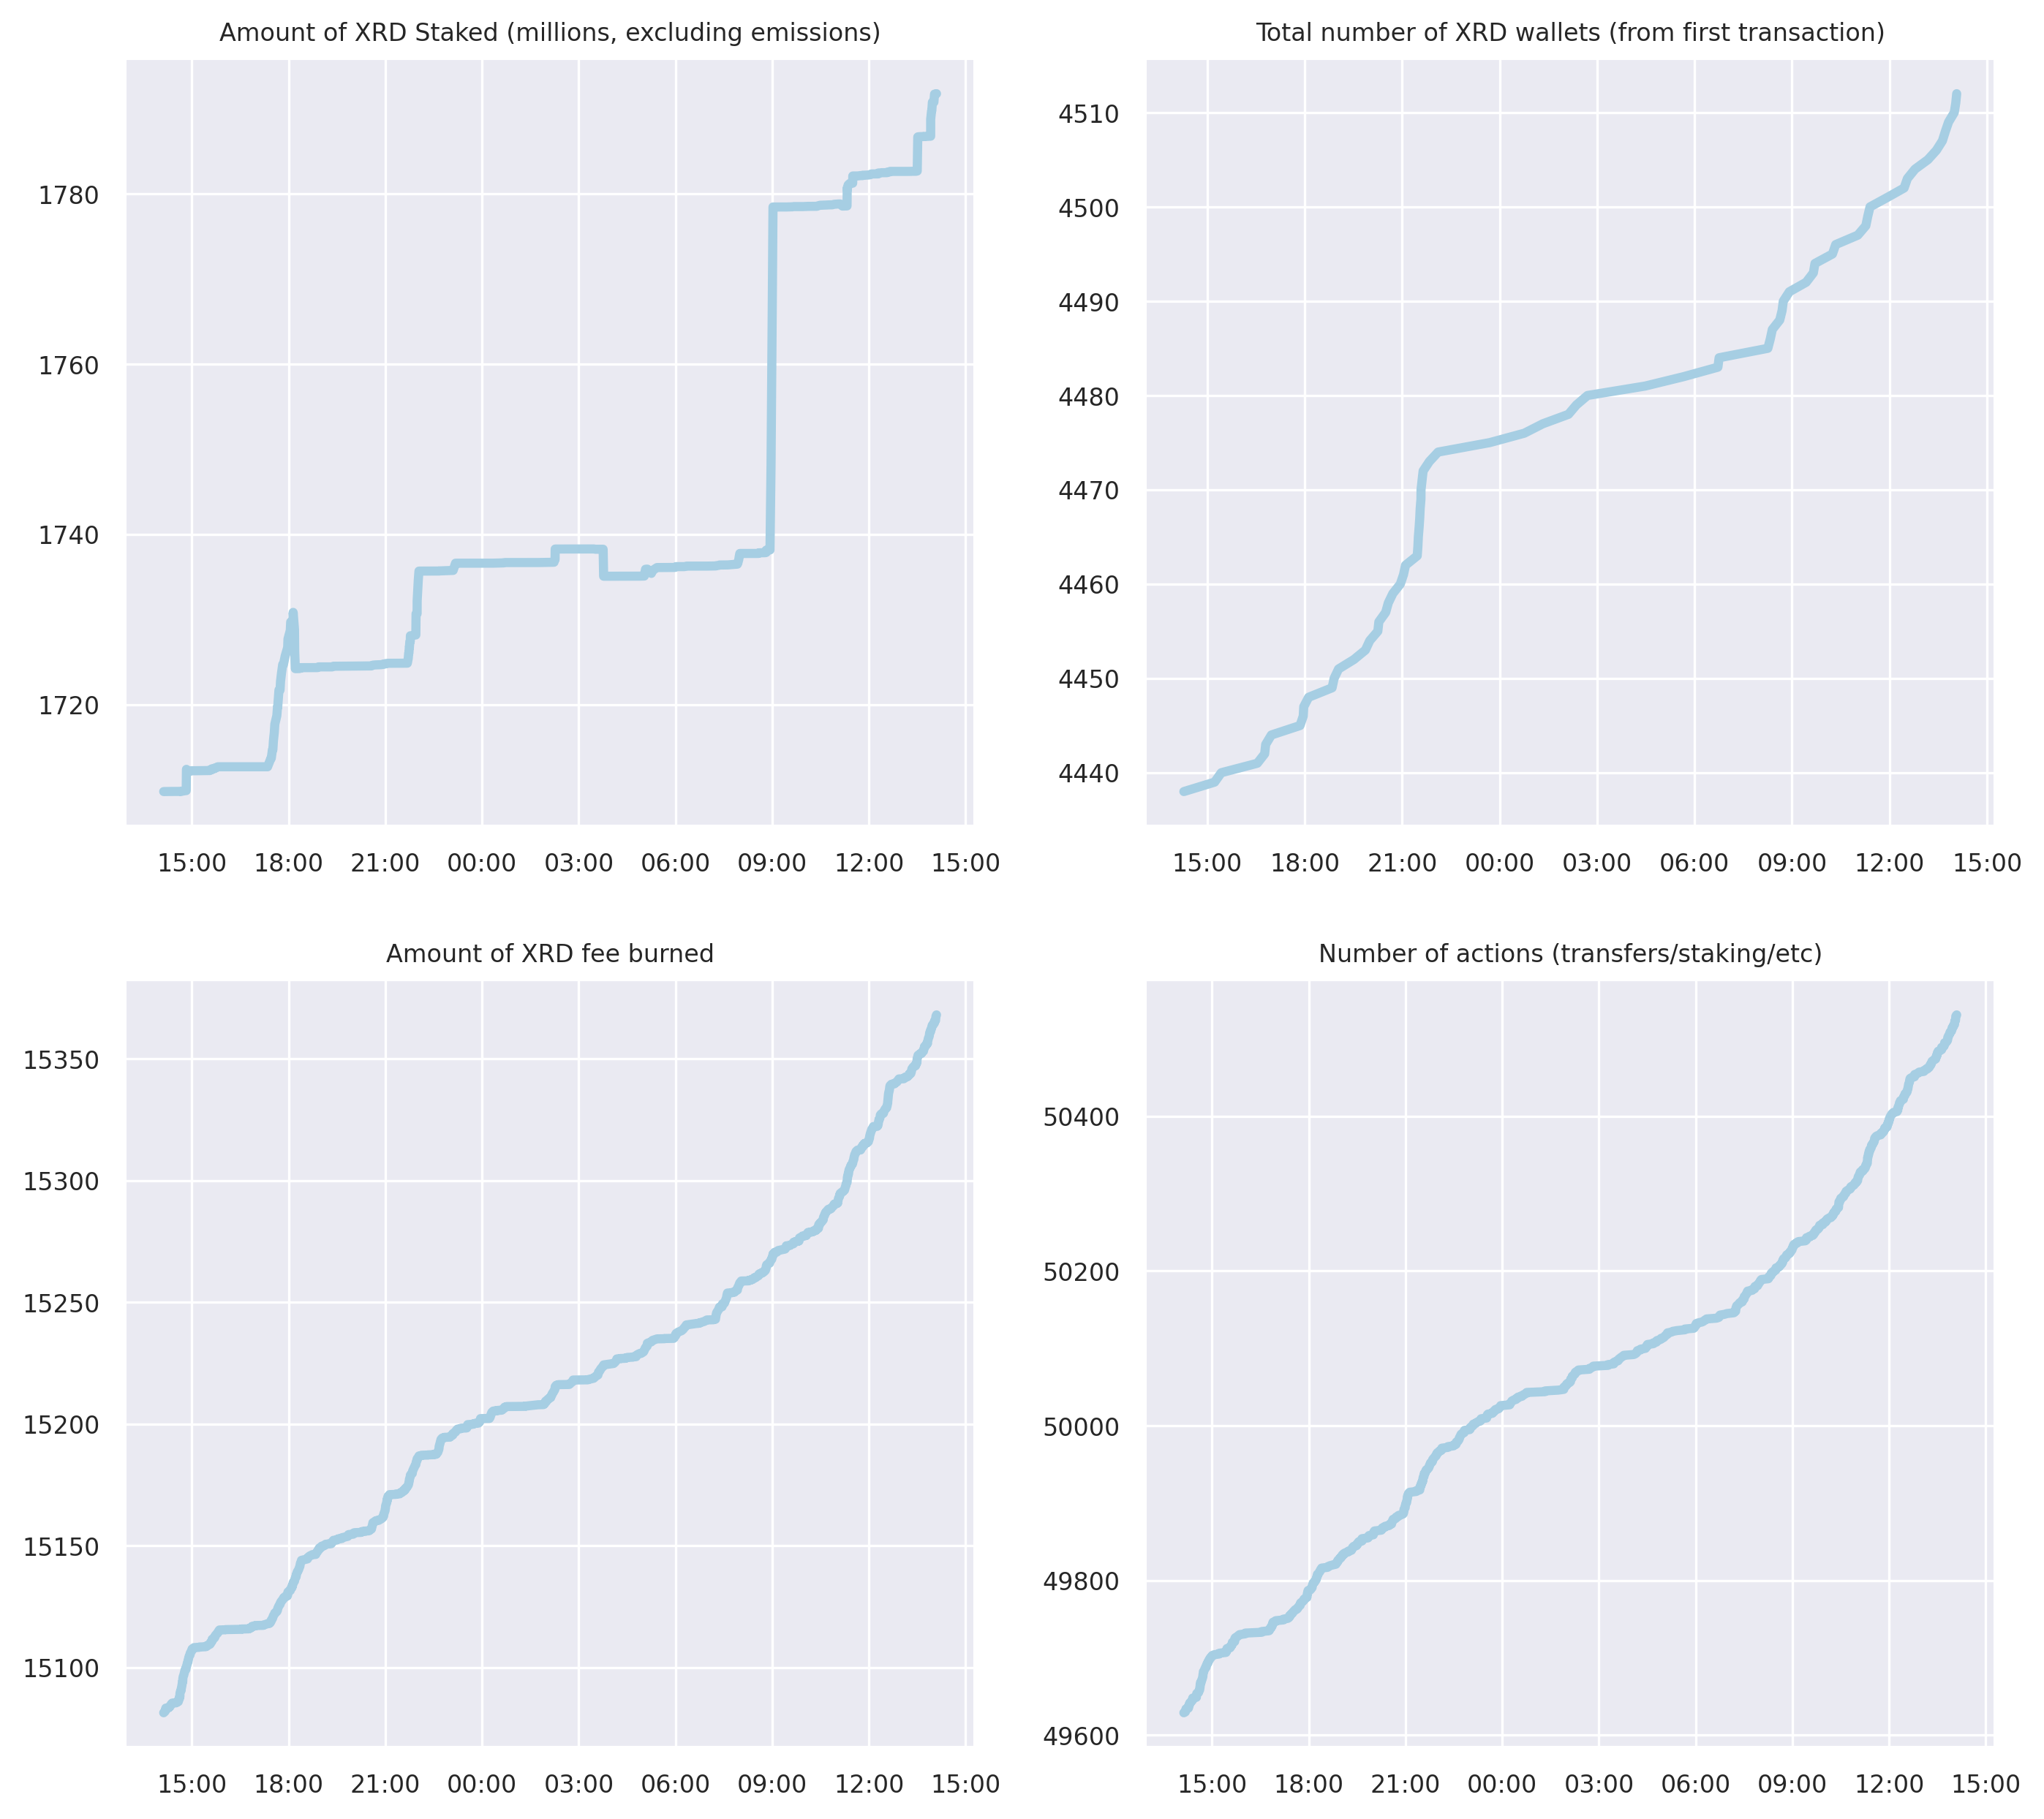 Amount of XRD Staked (millions, excluding emissions)
1780
1760
1740
1720
15:00 18:00 21:00 00:00 03:00 06:00 09:00 12:00 15:00
Total number of XRD wallets (from first transaction)
4510
4500
4490
4480
4470
4460
4450
4440
15:00 18:00 21:00 00:00 03:00 06:00 09:00 12:00 15:00
Amount of XRD fee burned
15350
15300
15250
15200
15150
15100
15:00 18:00 21:00 00:00 03:00 06:00 09:00 12:00 15:00
Number of actions (transfers/staking/etc)
50400
50200
50000
49800
49600
15:00 18:00 21:00 00:00 03:00 06:00 09:00 12:00 15:00